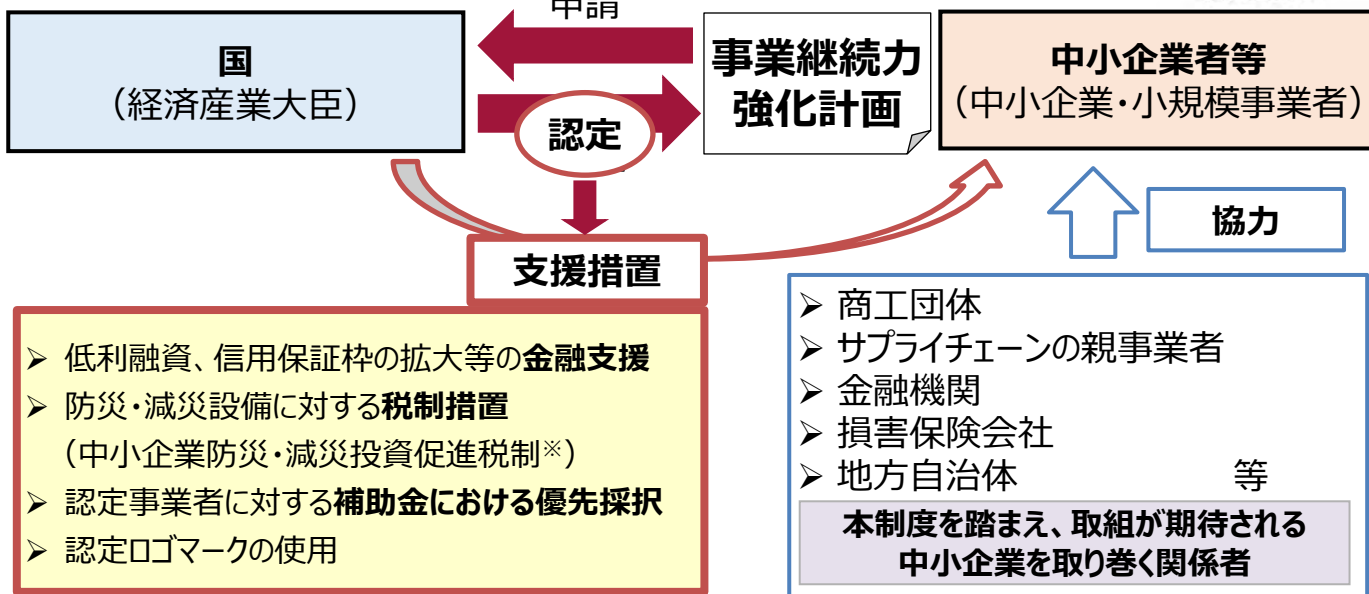 申請
国
（経済産業大臣）
認定
事業継続力
強化計画
中小企業者等
（中小企業・小規模事業者）
支援措置
協力
➢ 低利融資、信用保証枠の拡大等の金融支援
➢ 防災・減災設備に対する税制措置
（中小企業防災・減災投資促進税制※）
➢ 認定事業者に対する補助金における優先採択
➢ 認定ロゴマークの使用
➢ 商工団体
➢ サプライチェーンの親事業者
➢ 金融機関
➢ 損害保険会社
➢ 地方自治体 等
本制度を踏まえ、取組が期待される
中小企業を取り巻く関係者